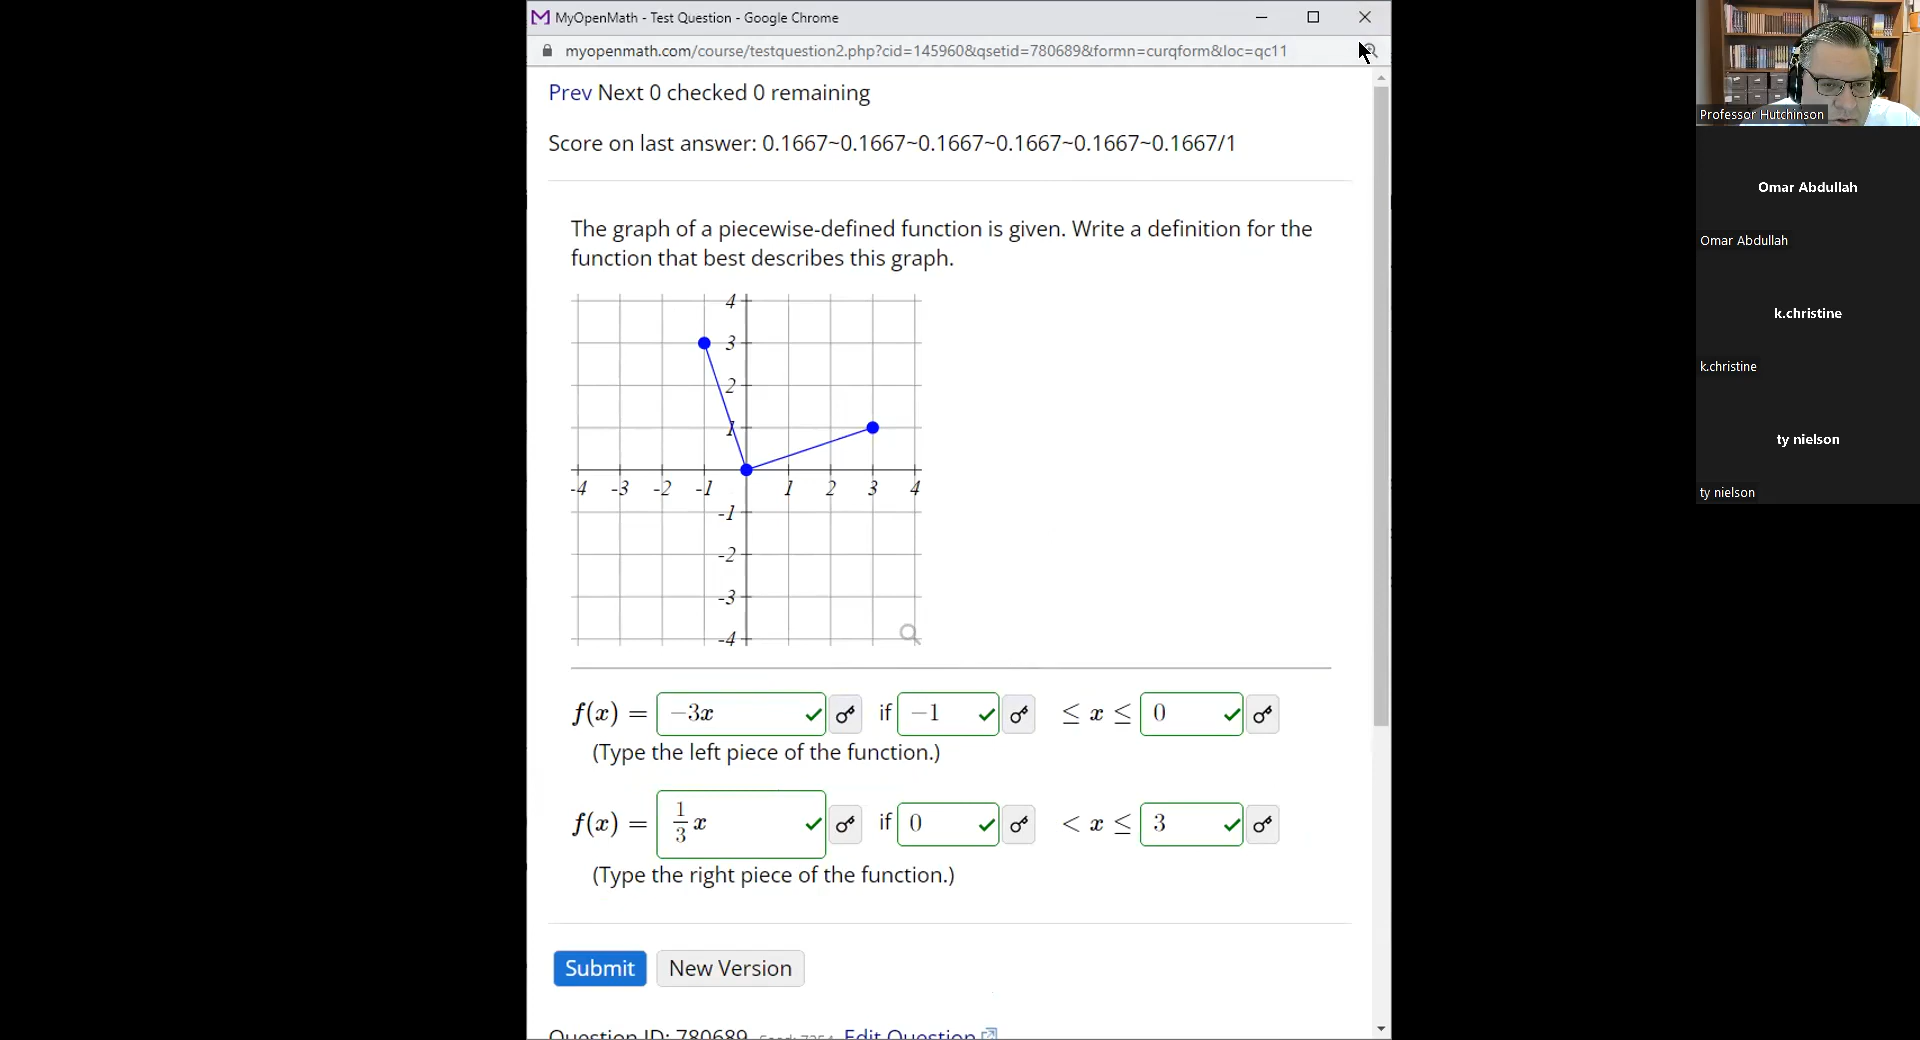 MyOpenMath - Test Question - Google Chrome
myopenmath.com/course/testquestion2.php?cid=145960&qsetid=780689&formn=curqform&loc=qc11
Prev Next 0 checked 0 remaining
Score on last answer: 0.1667~0.1667~0.1667~0.1667~0.1667~0.1667/1
The graph of a piecewise-defined function is given. Write a definition for the
function that best describes this graph.
4
3
2
1
-4 -3 -2 -1 1 2 3 4
-1
-2
-3
-4
f(x) = −3x if −1 ≤ x ≤ 0
(Type the left piece of the function.)
f(x) = 1/3 x if 0 < x ≤ 3
(Type the right piece of the function.)
Submit New Version
Question ID: 780689 Seed: 7254 Edit Question
Professor Hutchinson
Omar Abdullah
Omar Abdullah
k.christine
k.christine
ty nielson
ty nielson